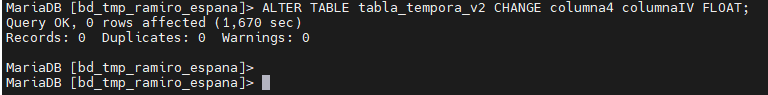 MariaDB [bd_tmp_ramiro_espana]> ALTER TABLE tabla_tempora_v2 CHANGE columna4 columnaIV FLOAT;
Query OK, 0 rows affected (1,670 sec)
Records: 0  Duplicates: 0  Warnings: 0
MariaDB [bd_tmp_ramiro_espana]>
MariaDB [bd_tmp_ramiro_espana]>